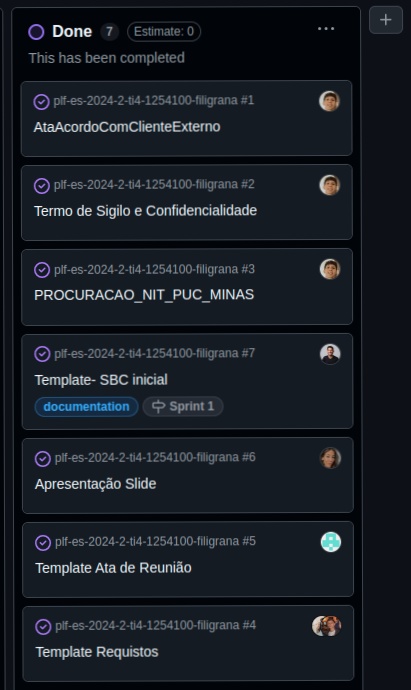 Done 7 Estimate: 0
This has been completed
plf-es-2024-2-ti4-1254100-filigrana #1
AtaAcordoComClienteExterno
plf-es-2024-2-ti4-1254100-filigrana #2
Termo de Sigilo e Confidencialidade
plf-es-2024-2-ti4-1254100-filigrana #3
PROCURACAO_NIT_PUC_MINAS
plf-es-2024-2-ti4-1254100-filigrana #7
Template- SBC inicial
documentation Sprint 1
plf-es-2024-2-ti4-1254100-filigrana #6
Apresentação Slide
plf-es-2024-2-ti4-1254100-filigrana #5
Template Ata de Reunião
plf-es-2024-2-ti4-1254100-filigrana #4
Template Requistos